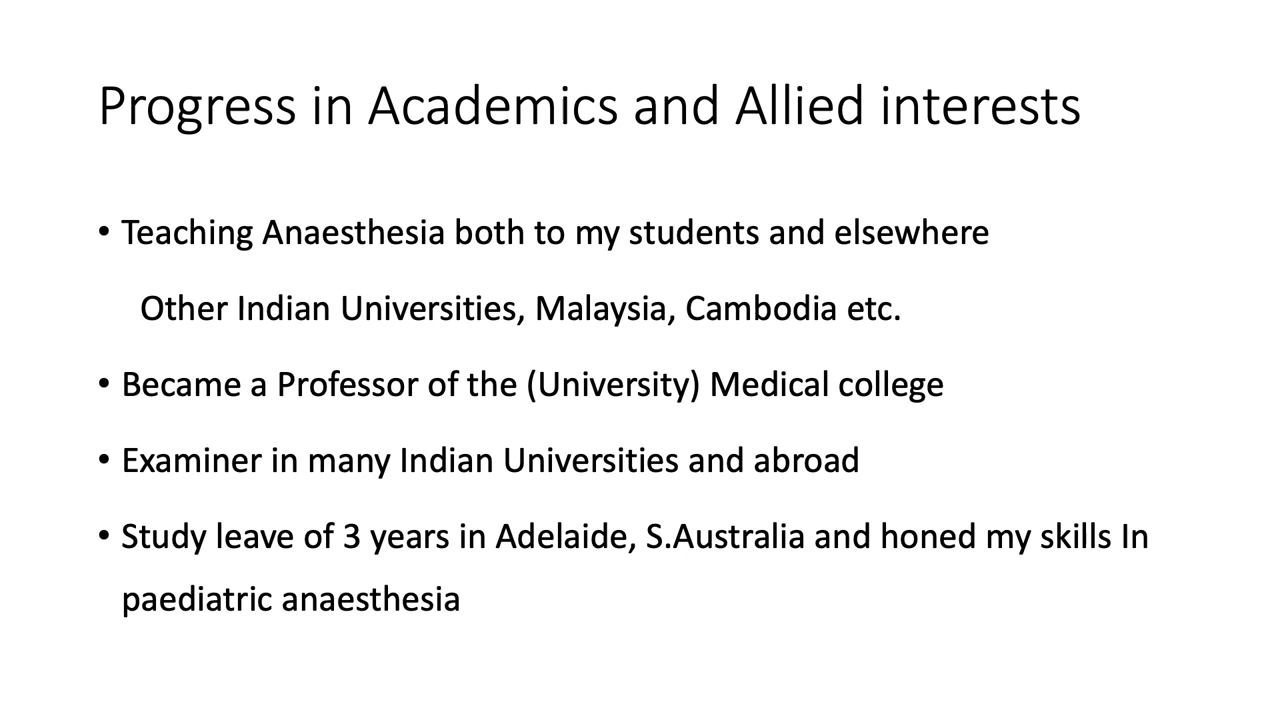 Progress in Academics and Allied interests
• Teaching Anaesthesia both to my students and elsewhere
Other Indian Universities, Malaysia, Cambodia etc.
• Became a Professor of the (University) Medical college
• Examiner in many Indian Universities and abroad
• Study leave of 3 years in Adelaide, S.Australia and honed my skills In
paediatric anaesthesia